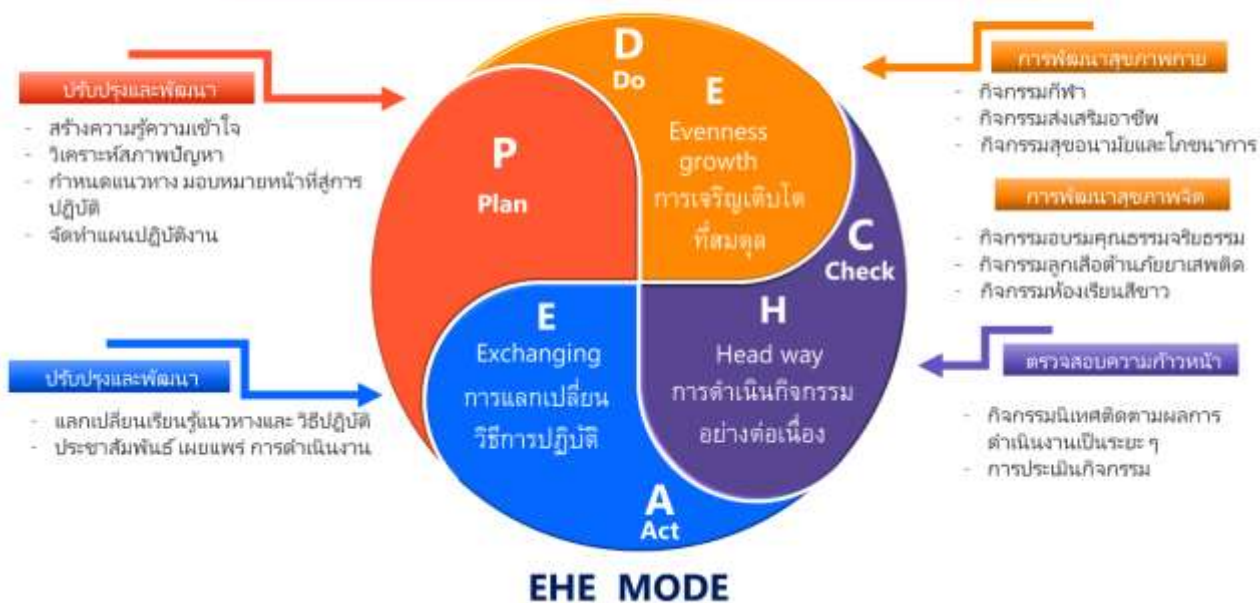 ปรับปรุงและพัฒนา
- สร้างความรู้ความเข้าใจ
- วิเคราะห์สภาพปัญหา
- กำหนดแนวทาง มอบหมายหน้าที่สู่การ
ปฏิบัติ
- จัดทำแผนปฏิบัติงาน
P
Plan
D
Do
E
Evenness
growth
การเจริญเติบโต
ที่สมดุล
การพัฒนาสุขภาพกาย
- กิจกรรมกีฬา
- กิจกรรมส่งเสริมอาชีพ
- กิจกรรมสุขอนามัยและโภชนาการ
การพัฒนาสุขภาพจิต
- กิจกรรมอบรมคุณธรรมจริยธรรม
- กิจกรรมลูกเสือต้านภัยยาเสพติด
- กิจกรรมห้องเรียนสีขาว
C
Check
H
Head way
การดำเนินกิจกรรม
อย่างต่อเนื่อง
ตรวจสอบความก้าวหน้า
- กิจกรรมนิเทศติดตามผลการ
ดำเนินงานเป็นระยะ ๆ
- การประเมินกิจกรรม
ปรับปรุงและพัฒนา
- แลกเปลี่ยนเรียนรู้แนวทางและ วิธีปฏิบัติ
- ประชาสัมพันธ์ เผยแพร่ การดำเนินงาน
E
Exchanging
การแลกเปลี่ยน
วิธีการปฏิบัติ
A
Act
EHE MODE